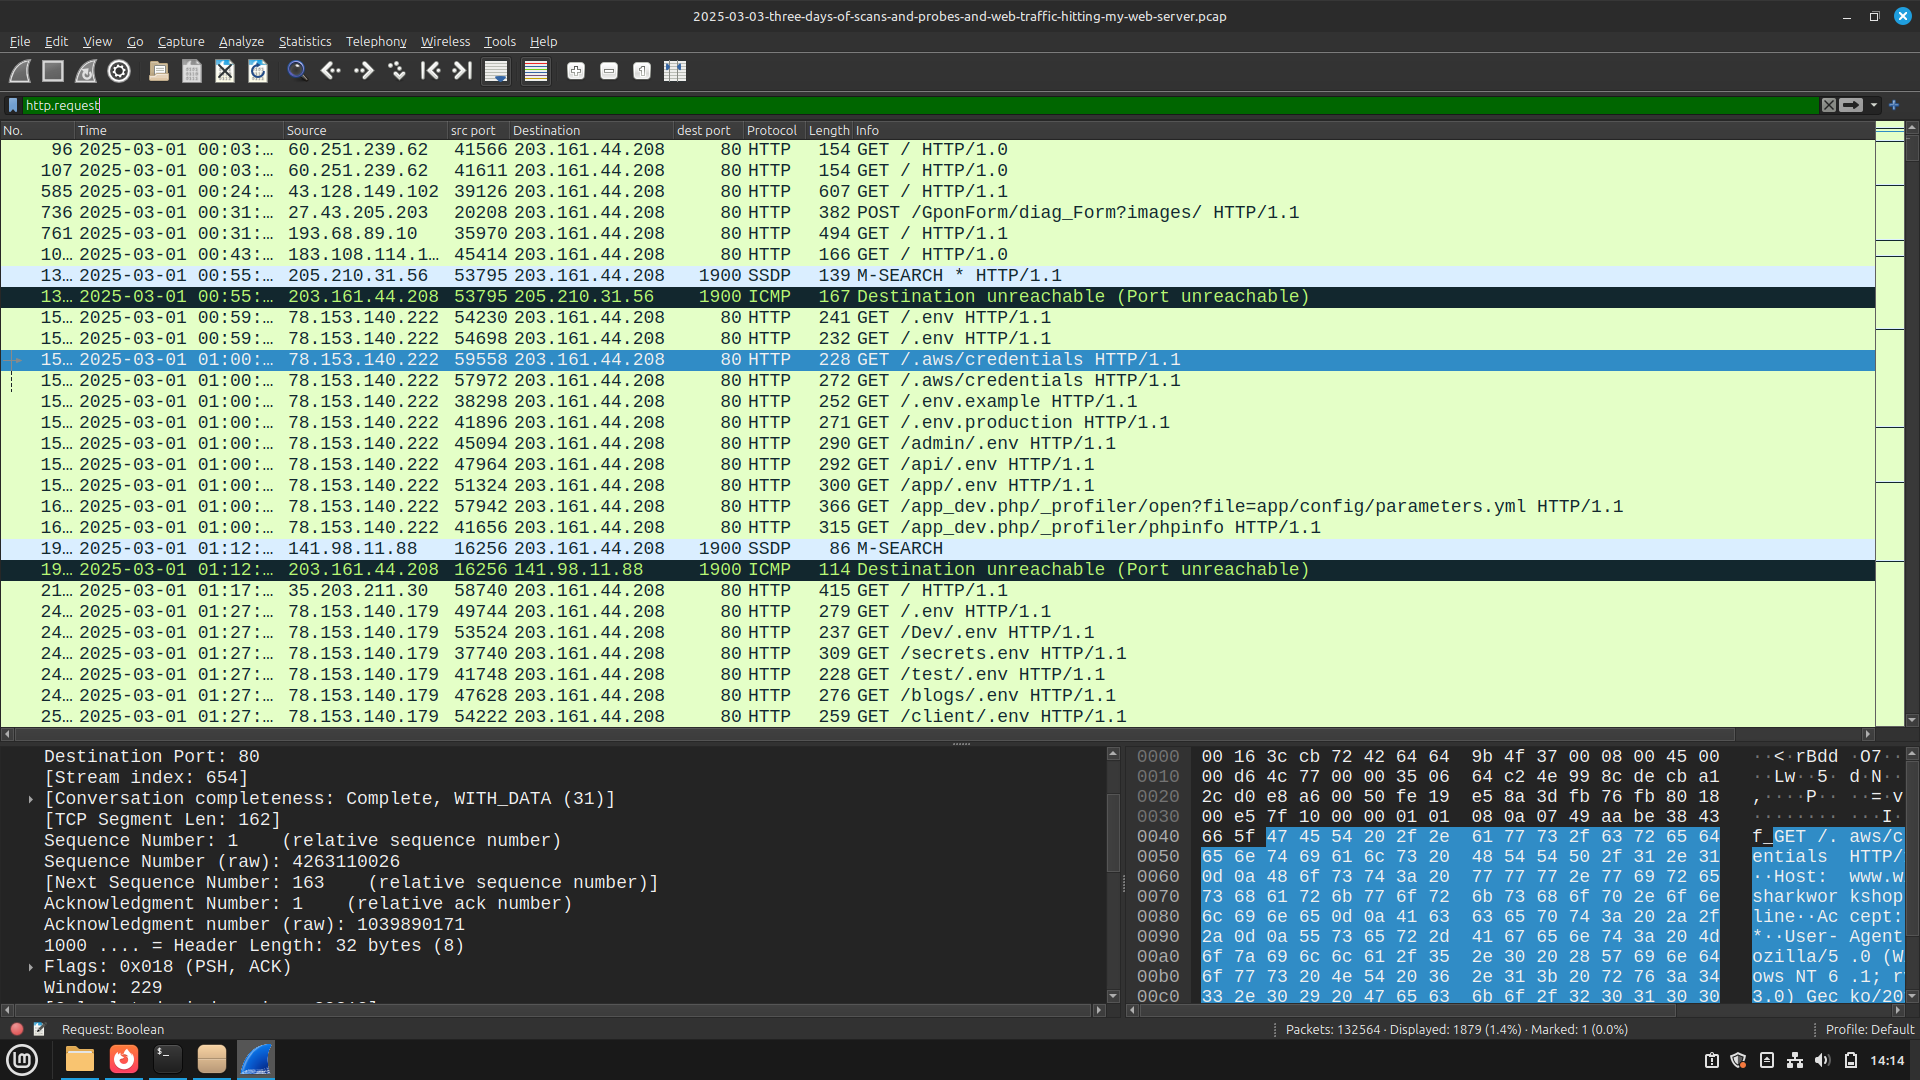 2025-03-03-three-days-of-scans-and-probes-and-web-traffic-hitting-my-web-server.pcap
File Edit View Go Capture Analyze Statistics Telephony Wireless Tools Help
http.request
No. Time Source src port Destination dest port Protocol Length Info
96 2025-03-01 00:03:… 60.251.239.62 41566 203.161.44.208 80 HTTP 154 GET / HTTP/1.0
107 2025-03-01 00:03:… 60.251.239.62 41611 203.161.44.208 80 HTTP 154 GET / HTTP/1.0
585 2025-03-01 00:24:… 43.128.149.102 39126 203.161.44.208 80 HTTP 607 GET / HTTP/1.1
736 2025-03-01 00:31:… 27.43.205.203 20208 203.161.44.208 80 HTTP 382 POST /GponForm/diag_Form?images/ HTTP/1.1
761 2025-03-01 00:31:… 193.68.89.10 35970 203.161.44.208 80 HTTP 494 GET / HTTP/1.1
10… 2025-03-01 00:43:… 183.108.114.1… 45414 203.161.44.208 80 HTTP 166 GET / HTTP/1.0
13… 2025-03-01 00:55:… 205.210.31.56 53795 203.161.44.208 1900 SSDP 139 M-SEARCH * HTTP/1.1
13… 2025-03-01 00:55:… 203.161.44.208 53795 205.210.31.56 1900 ICMP 167 Destination unreachable (Port unreachable)
15… 2025-03-01 00:59:… 78.153.140.222 54230 203.161.44.208 80 HTTP 241 GET /.env HTTP/1.1
15… 2025-03-01 00:59:… 78.153.140.222 54698 203.161.44.208 80 HTTP 232 GET /.env HTTP/1.1
15… 2025-03-01 01:00:… 78.153.140.222 59558 203.161.44.208 80 HTTP 228 GET /.aws/credentials HTTP/1.1
15… 2025-03-01 01:00:… 78.153.140.222 57972 203.161.44.208 80 HTTP 272 GET /.aws/credentials HTTP/1.1
15… 2025-03-01 01:00:… 78.153.140.222 38298 203.161.44.208 80 HTTP 252 GET /.env.example HTTP/1.1
15… 2025-03-01 01:00:… 78.153.140.222 41896 203.161.44.208 80 HTTP 271 GET /.env.production HTTP/1.1
15… 2025-03-01 01:00:… 78.153.140.222 45094 203.161.44.208 80 HTTP 290 GET /admin/.env HTTP/1.1
15… 2025-03-01 01:00:… 78.153.140.222 47964 203.161.44.208 80 HTTP 292 GET /api/.env HTTP/1.1
15… 2025-03-01 01:00:… 78.153.140.222 51324 203.161.44.208 80 HTTP 300 GET /app/.env HTTP/1.1
16… 2025-03-01 01:00:… 78.153.140.222 57942 203.161.44.208 80 HTTP 366 GET /app_dev.php/_profiler/open?file=app/config/parameters.yml HTTP/1.1
16… 2025-03-01 01:00:… 78.153.140.222 41656 203.161.44.208 80 HTTP 315 GET /app_dev.php/_profiler/phpinfo HTTP/1.1
19… 2025-03-01 01:12:… 141.98.11.88 16256 203.161.44.208 1900 SSDP 86 M-SEARCH
19… 2025-03-01 01:12:… 203.161.44.208 16256 141.98.11.88 1900 ICMP 114 Destination unreachable (Port unreachable)
21… 2025-03-01 01:17:… 35.203.211.30 58740 203.161.44.208 80 HTTP 415 GET / HTTP/1.1
24… 2025-03-01 01:27:… 78.153.140.179 49744 203.161.44.208 80 HTTP 279 GET /.env HTTP/1.1
24… 2025-03-01 01:27:… 78.153.140.179 53524 203.161.44.208 80 HTTP 237 GET /Dev/.env HTTP/1.1
24… 2025-03-01 01:27:… 78.153.140.179 37740 203.161.44.208 80 HTTP 309 GET /secrets.env HTTP/1.1
24… 2025-03-01 01:27:… 78.153.140.179 41748 203.161.44.208 80 HTTP 228 GET /test/.env HTTP/1.1
24… 2025-03-01 01:27:… 78.153.140.179 47628 203.161.44.208 80 HTTP 276 GET /blogs/.env HTTP/1.1
25… 2025-03-01 01:27:… 78.153.140.179 54222 203.161.44.208 80 HTTP 259 GET /client/.env HTTP/1.1
Destination Port: 80
[Stream index: 654]
[Conversation completeness: Complete, WITH_DATA (31)]
[TCP Segment Len: 162]
Sequence Number: 1 (relative sequence number)
Sequence Number (raw): 4263110026
[Next Sequence Number: 163 (relative sequence number)]
Acknowledgment Number: 1 (relative ack number)
Acknowledgment number (raw): 1039890171
1000 .... = Header Length: 32 bytes (8)
Flags: 0x018 (PSH, ACK)
Window: 229
0000 00 16 3c cb 72 42 64 64 9b 4f 37 00 08 00 45 00 ··<·rBdd ·O7···
0010 00 d6 4c 77 00 00 35 06 64 c2 4e 99 8c de cb a1 ··Lw··5· d·N···
0020 2c d0 e8 a6 00 50 fe 19 e5 8a 3d fb 76 fb 80 18 ,····P·· ··=·v
0030 00 e5 7f 10 00 00 01 01 08 0a 07 49 aa be 38 43 ········ ···I·
0040 66 5f 47 45 54 20 2f 2e 61 77 73 2f 63 72 65 64 f_GET /. aws/c
0050 65 6e 74 69 61 6c 73 20 48 54 54 50 2f 31 2e 31 entials HTTP/
0060 0d 0a 48 6f 73 74 3a 20 77 77 77 2e 77 69 72 65 ··Host: www.w
0070 73 68 61 72 6b 77 6f 72 6b 73 68 6f 70 2e 6f 6e sharkwor kshop
0080 6c 69 6e 65 0d 0a 41 63 63 65 70 74 3a 20 2a 2f line··Ac cept:
0090 2a 0d 0a 55 73 65 72 2d 41 67 65 6e 74 3a 20 4d *··User- Agent
00a0 6f 7a 69 6c 6c 61 2f 35 2e 30 20 28 57 69 6e 64 ozilla/5 .0 (W
00b0 6f 77 73 20 4e 54 20 36 2e 31 3b 20 72 76 3a 34 ows NT 6 .1; r
00c0 33 2e 30 29 20 47 65 63 6b 6f 2f 32 30 31 30 30 3.0) Gec ko/20
Request: Boolean
Packets: 132564 · Displayed: 1879 (1.4%) · Marked: 1 (0.0%)
Profile: Default
14:14